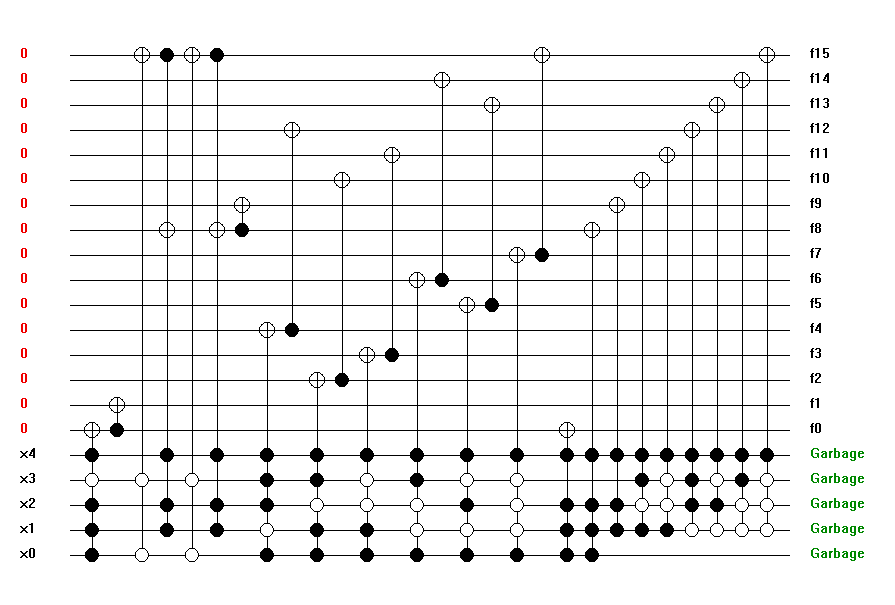 0 f15
0 f14
0 f13
0 f12
0 f11
0 f10
0 f9
0 f8
0 f7
0 f6
0 f5
0 f4
0 f3
0 f2
0 f1
0 f0
x4 Garbage
x3 Garbage
x2 Garbage
x1 Garbage
x0 Garbage